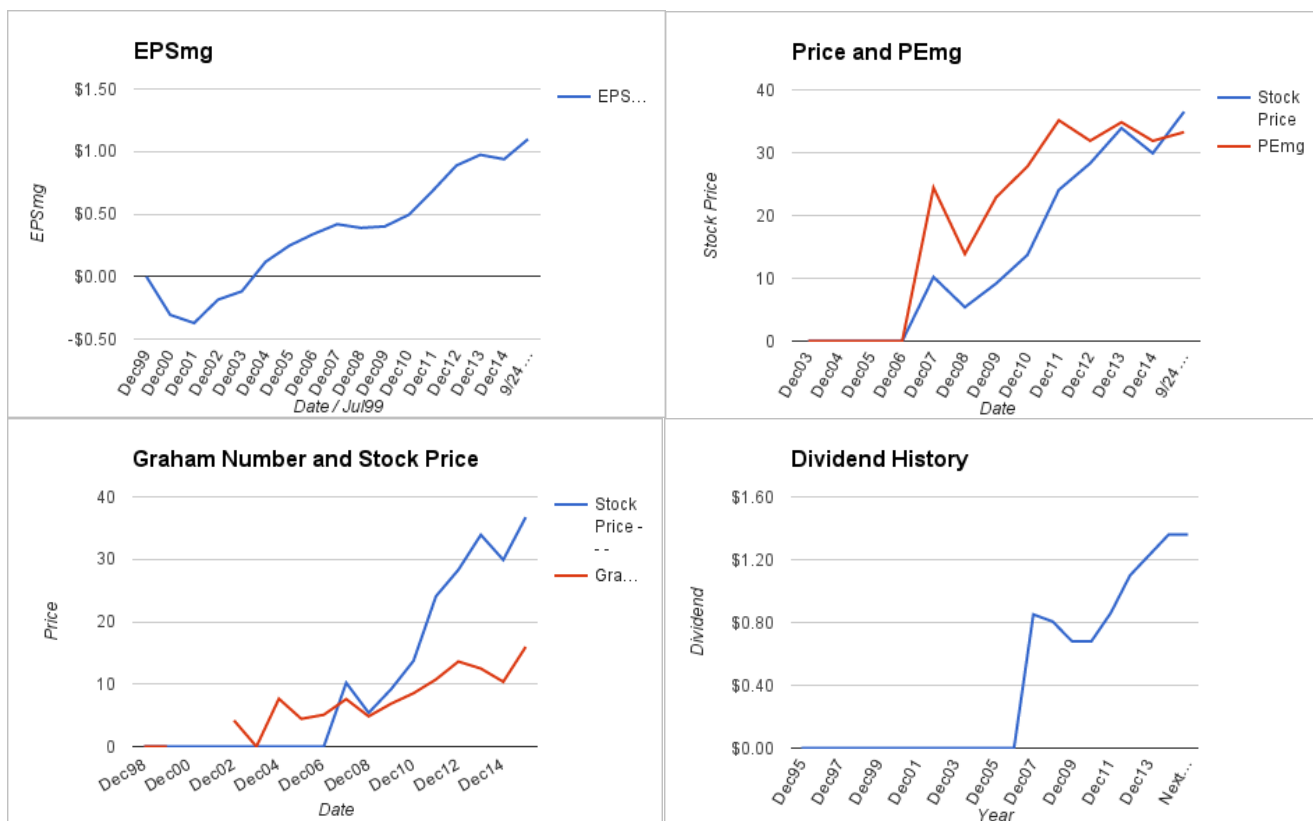 EPSmg
$1.50
$1.00
$0.50
$0.00
-$0.50
EPSmg
EPS...
Dec99
Dec00
Dec01
Dec02
Dec03
Dec04
Dec05
Dec06
Dec07
Dec08
Dec09
Dec10
Dec11
Dec12
Dec13
Dec14
9/24 ...
Date / Jul99
Price and PEmg
40
30
20
10
0
Stock Price
Stock
Price
PEmg
Dec03
Dec04
Dec05
Dec06
Dec07
Dec08
Dec09
Dec10
Dec11
Dec12
Dec13
Dec14
9/24 ...
Date
Graham Number and Stock Price
40
30
20
10
0
Price
Stock
Price -
- -
Gra...
Dec98
Dec00
Dec02
Dec04
Dec06
Dec08
Dec10
Dec12
Dec14
Date
Dividend History
$1.60
$1.20
$0.80
$0.40
$0.00
Dividend
Dec95
Dec97
Dec99
Dec01
Dec03
Dec05
Dec07
Dec09
Dec11
Dec13
Next...
Year